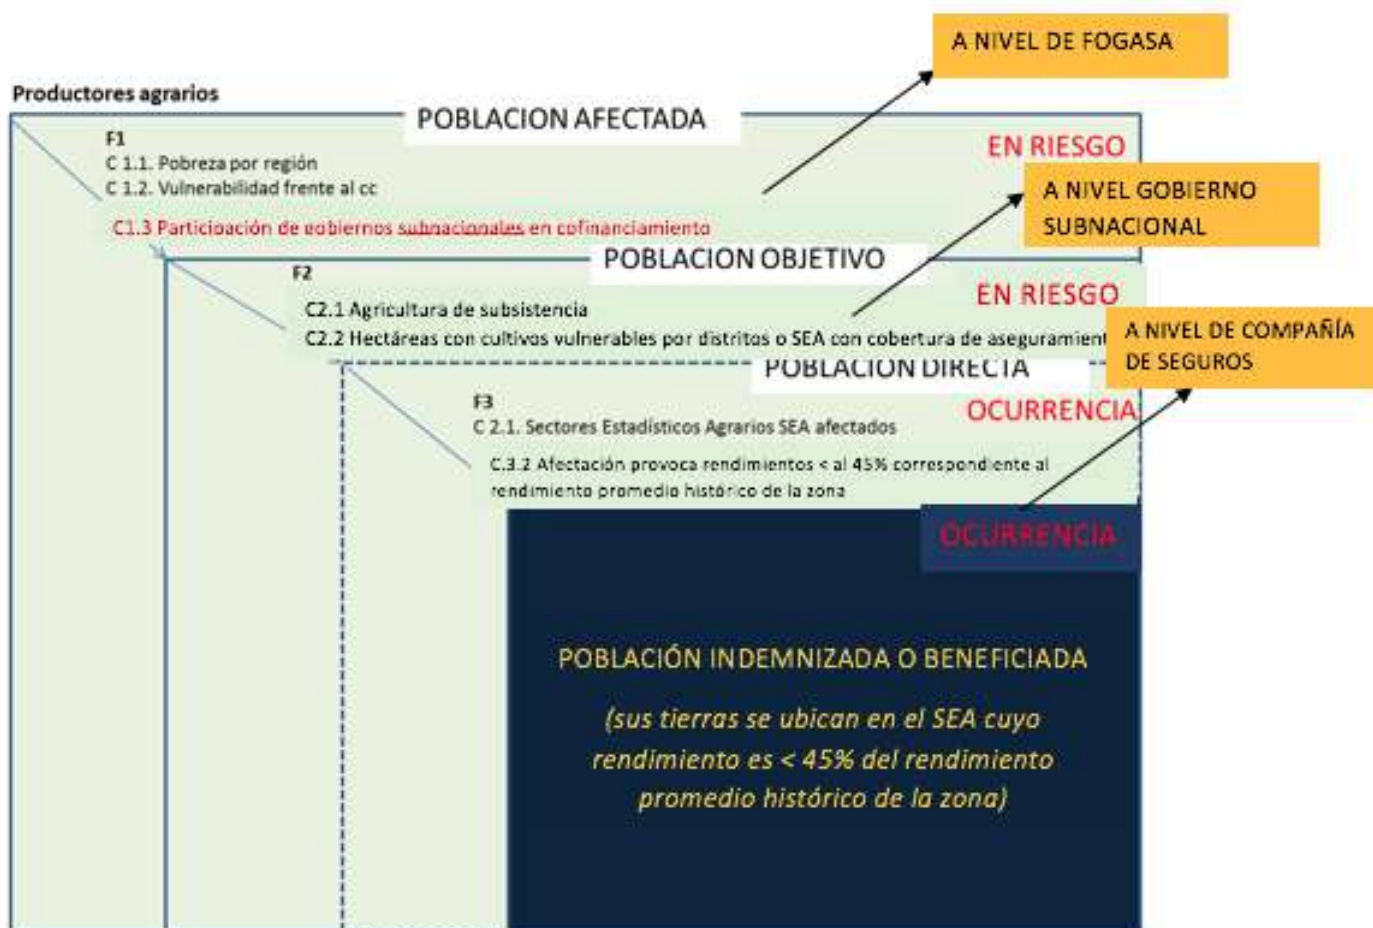 A NIVEL DE FOGASA
Productores agrarios
POBLACION AFECTADA
F1
EN RIESGO
C 1.1. Pobreza por región
C 1.2. Vulnerabilidad frente al cc
A NIVEL GOBIERNO
SUBNACIONAL
C1.3 Participación de gobiernos subnacionales en cofinanciamiento
POBLACION OBJETIVO
F2
EN RIESGO
C2.1 Agricultura de subsistencia
C2.2 Hectáreas con cultivos vulnerables por distritos o SEA con cobertura de aseguramient
A NIVEL DE COMPAÑÍA
DE SEGUROS
POBLACION DIRECTA
F3
OCURRENCIA
C 2.1. Sectores Estadísticos Agrarios SEA afectados
C.3.2 Afectación provoca rendimientos < al 45% correspondiente al
rendimiento promedio histórico de la zona
OCURRENCIA
POBLACIÓN INDEMNIZADA O BENEFICIADA
(sus tierras se ubican en el SEA cuyo
rendimiento es < 45% del rendimiento
promedio histórico de la zona)